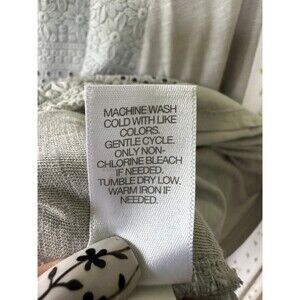 MACHINE WASH
COLD WITH LIKE
COLORS.
GENTLE CYCLE.
ONLY NON-
CHLORINE BLEACH
IF NEEDED.
TUMBLE DRY LOW.
WARM IRON IF
NEEDED.